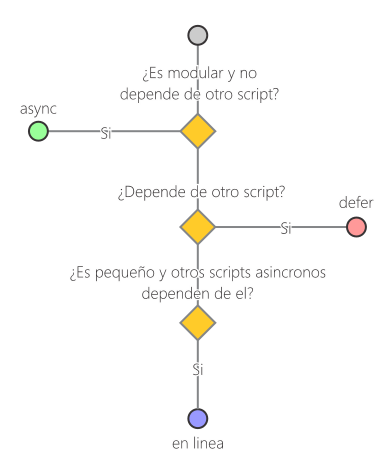 ¿Es modular y no
depende de otro script?
async
Si
¿Depende de otro script?
defer
Si
¿Es pequeño y otros scripts asincronos
dependen de el?
Si
en linea